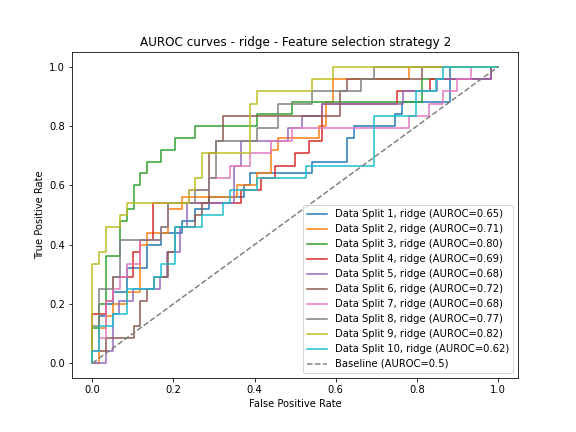 AUROC curves - ridge - Feature selection strategy 2
True Positive Rate
1.0
0.8
0.6
0.4
0.2
0.0
Data Split 1, ridge (AUROC=0.65)
Data Split 2, ridge (AUROC=0.71)
Data Split 3, ridge (AUROC=0.80)
Data Split 4, ridge (AUROC=0.69)
Data Split 5, ridge (AUROC=0.68)
Data Split 6, ridge (AUROC=0.72)
Data Split 7, ridge (AUROC=0.68)
Data Split 8, ridge (AUROC=0.77)
Data Split 9, ridge (AUROC=0.82)
Data Split 10, ridge (AUROC=0.62)
Baseline (AUROC=0.5)
0.0 0.2 0.4 0.6 0.8 1.0
False Positive Rate